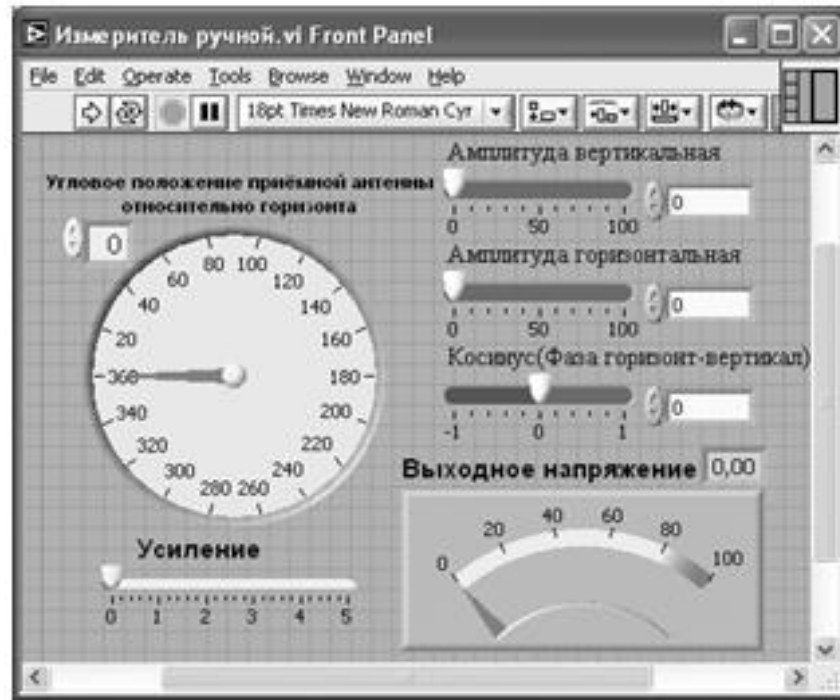 Измеритель ручной.vi Front Panel
File Edit Operate Tools Browse Window Help
18pt Times New Roman Cyr
Угловое положение приёмной антенны
относительно горизонта
0
80 100
60 120
40 140
20 160
360 180
340 200
320 220
300 240
280 260
Усиление
0 1 2 3 4 5
Амплитуда вертикальная
0
0 50 100
Амплитуда горизонтальная
0
0 50 100
Косинус(Фаза горизонт-вертикал)
0
-1 0 1
Выходное напряжение 0,00
0 20 40 60 80 100